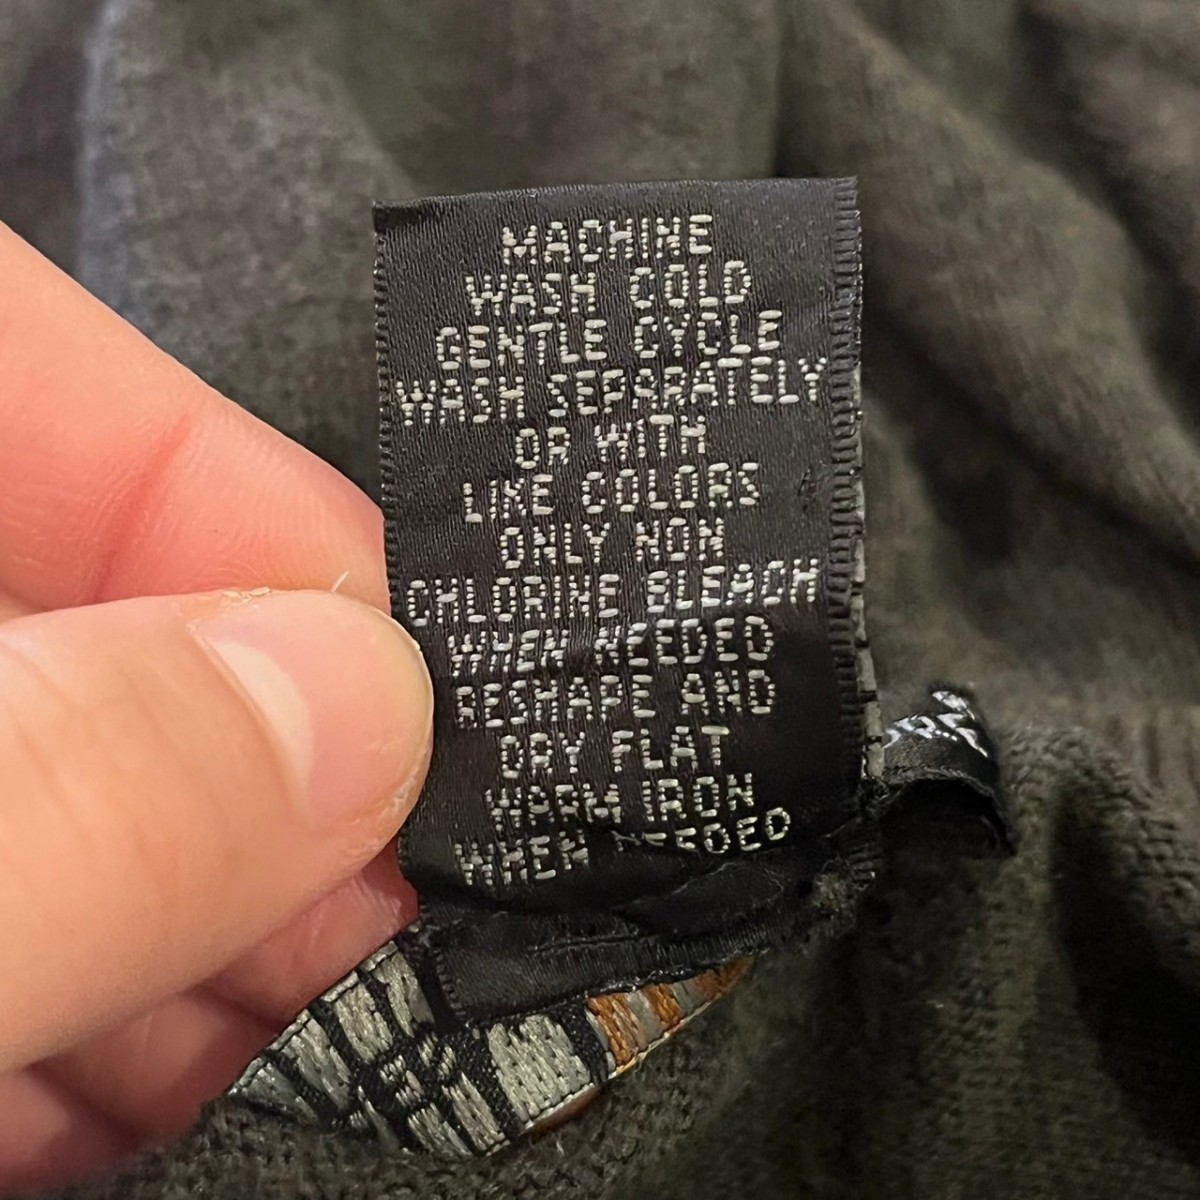 MACHINE
WASH COLD
GENTLE CYCLE
WASH SEPARATELY
OR WITH
LIKE COLORS
ONLY NON
CHLORINE BLEACH
WHEN NEEDED
RESHAPE AND
DRY FLAT
WARM IRON
WHEN NEEDED